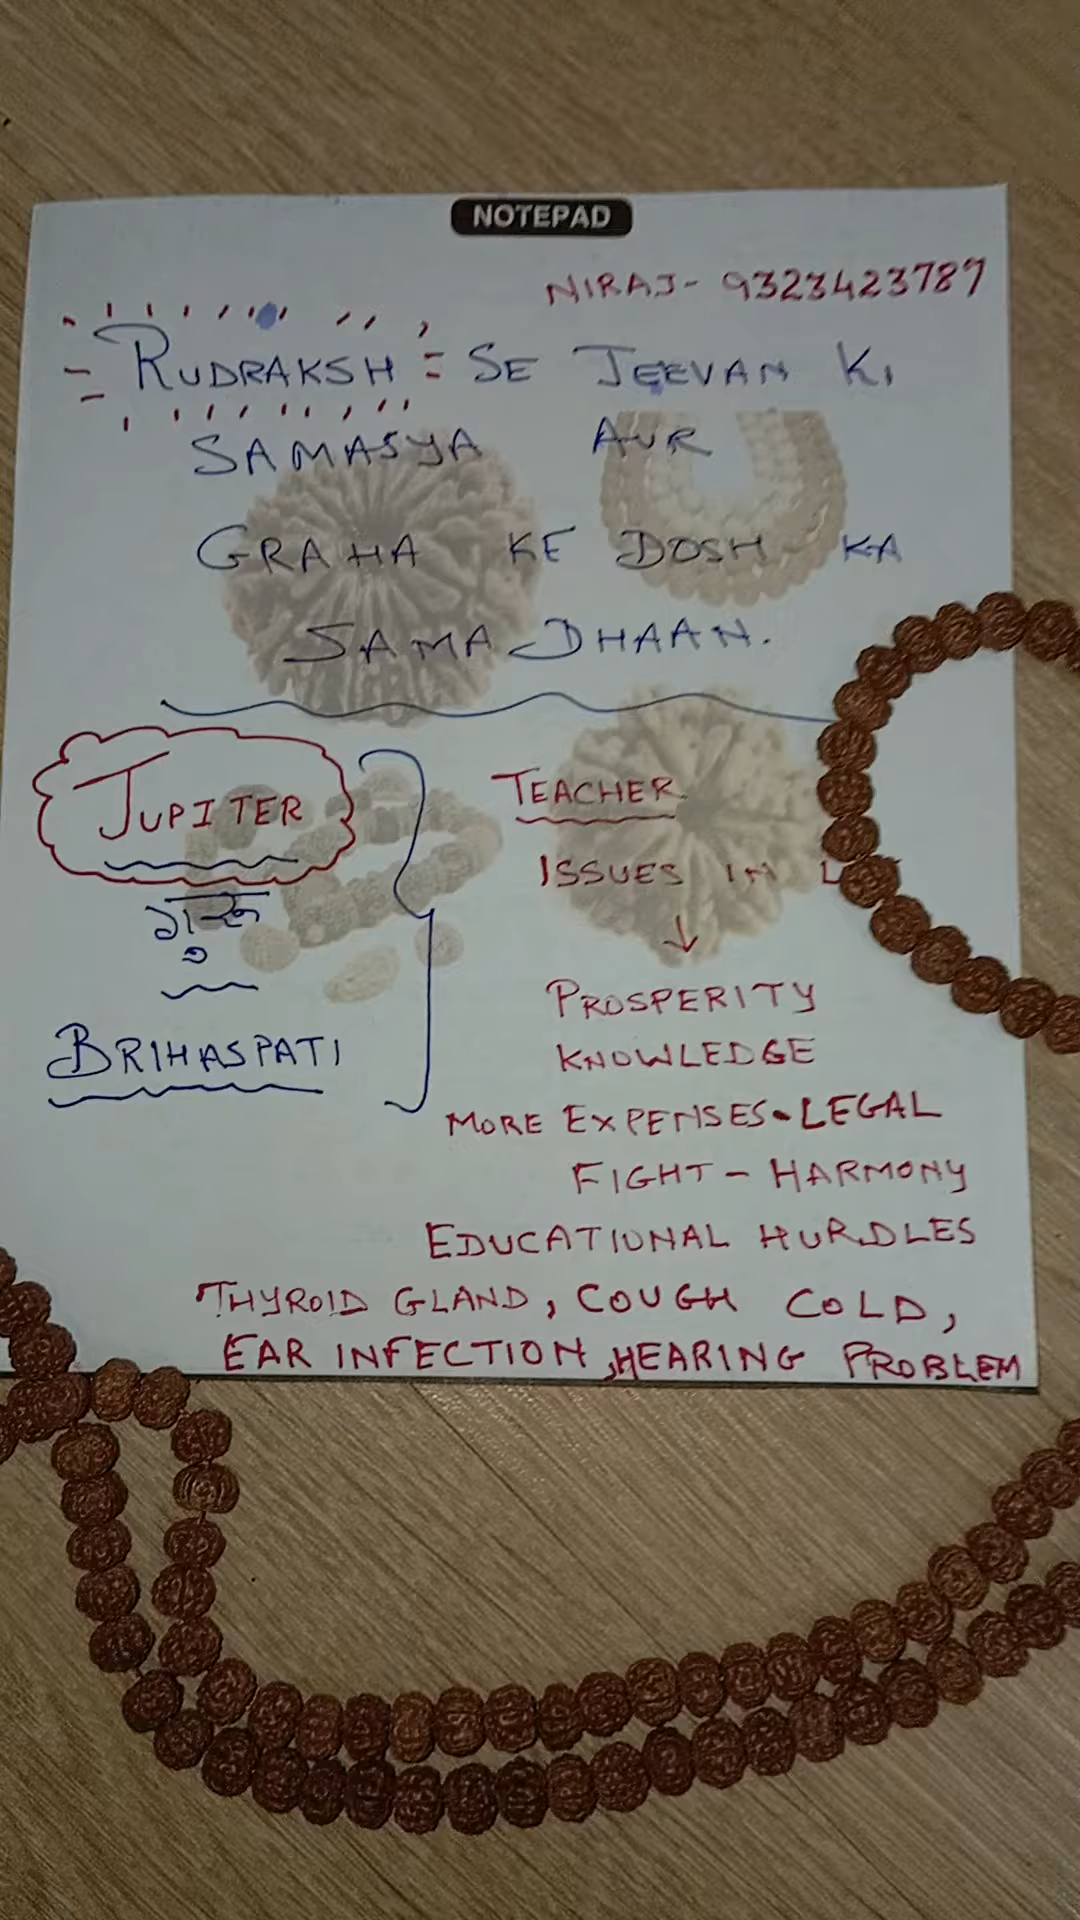 NOTEPAD
NIRAJ- 9323423787
RUDRAKSH = SE JEEVAN KI
SAMASYA AUR
GRAHA KE DOSH KA
SAMADHAAN.
JUPITER
गुरु
BRIHASPATI
TEACHER
ISSUES IN
↓
PROSPERITY
KNOWLEDGE
MORE EXPENSES-LEGAL
FIGHT - HARMONY
EDUCATIONAL HURDLES
THYROID GLAND, COUGH COLD,
EAR INFECTION, HEARING PROBLEM